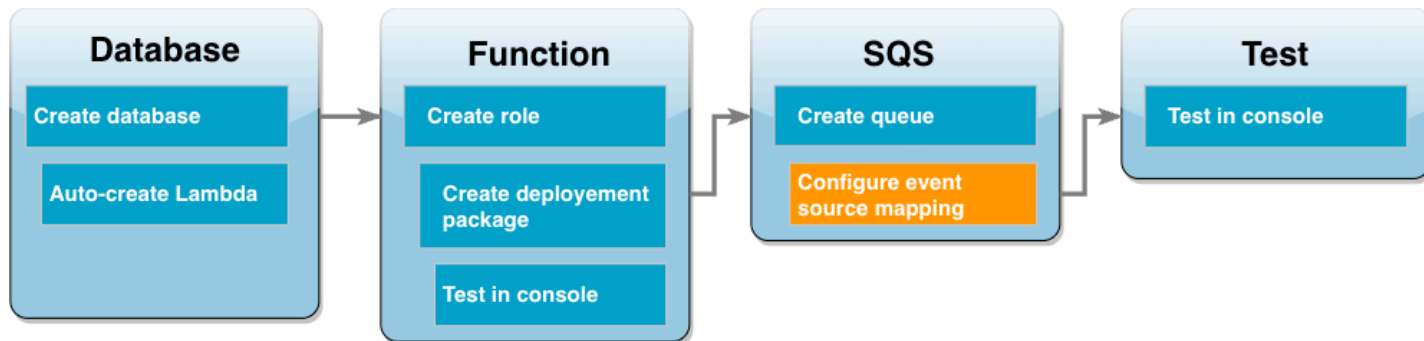 Database
Create database
Auto-create Lambda
Function
Create role
Create deployement
package
Test in console
SQS
Create queue
Configure event
source mapping
Test
Test in console